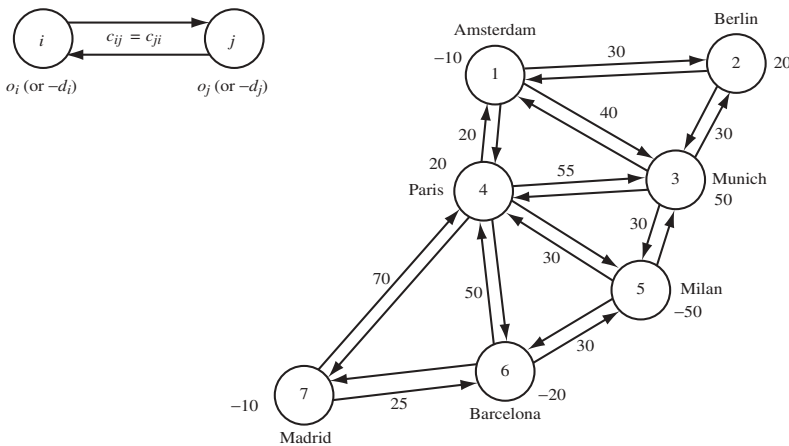 i
c_ij = c_ji
j
o_i (or –d_i)
o_j (or –d_j)
Amsterdam
–10
1
30
Berlin
2
20
40
30
20
20
Paris
4
55
3
Munich
50
30
30
5
Milan
–50
70
50
30
6
–20
Barcelona
–10
7
25
Madrid